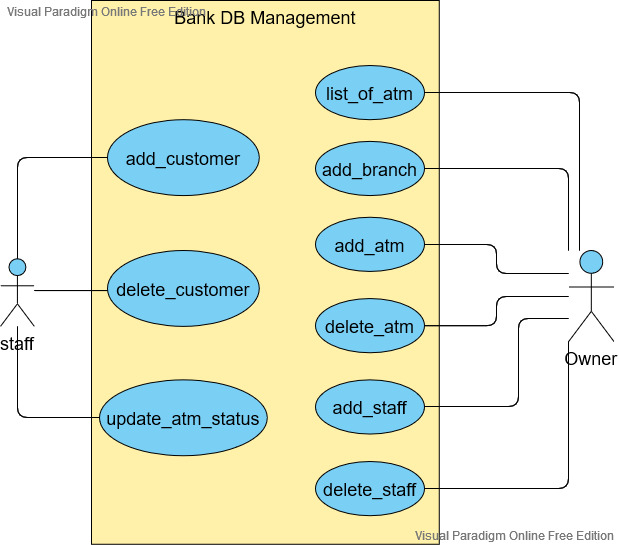 Visual Paradigm Online Free Edition
Bank DB Management
list_of_atm
add_customer
add_branch
add_atm
delete_customer
delete_atm
staff
Owner
add_staff
update_atm_status
delete_staff
Visual Paradigm Online Free Edition